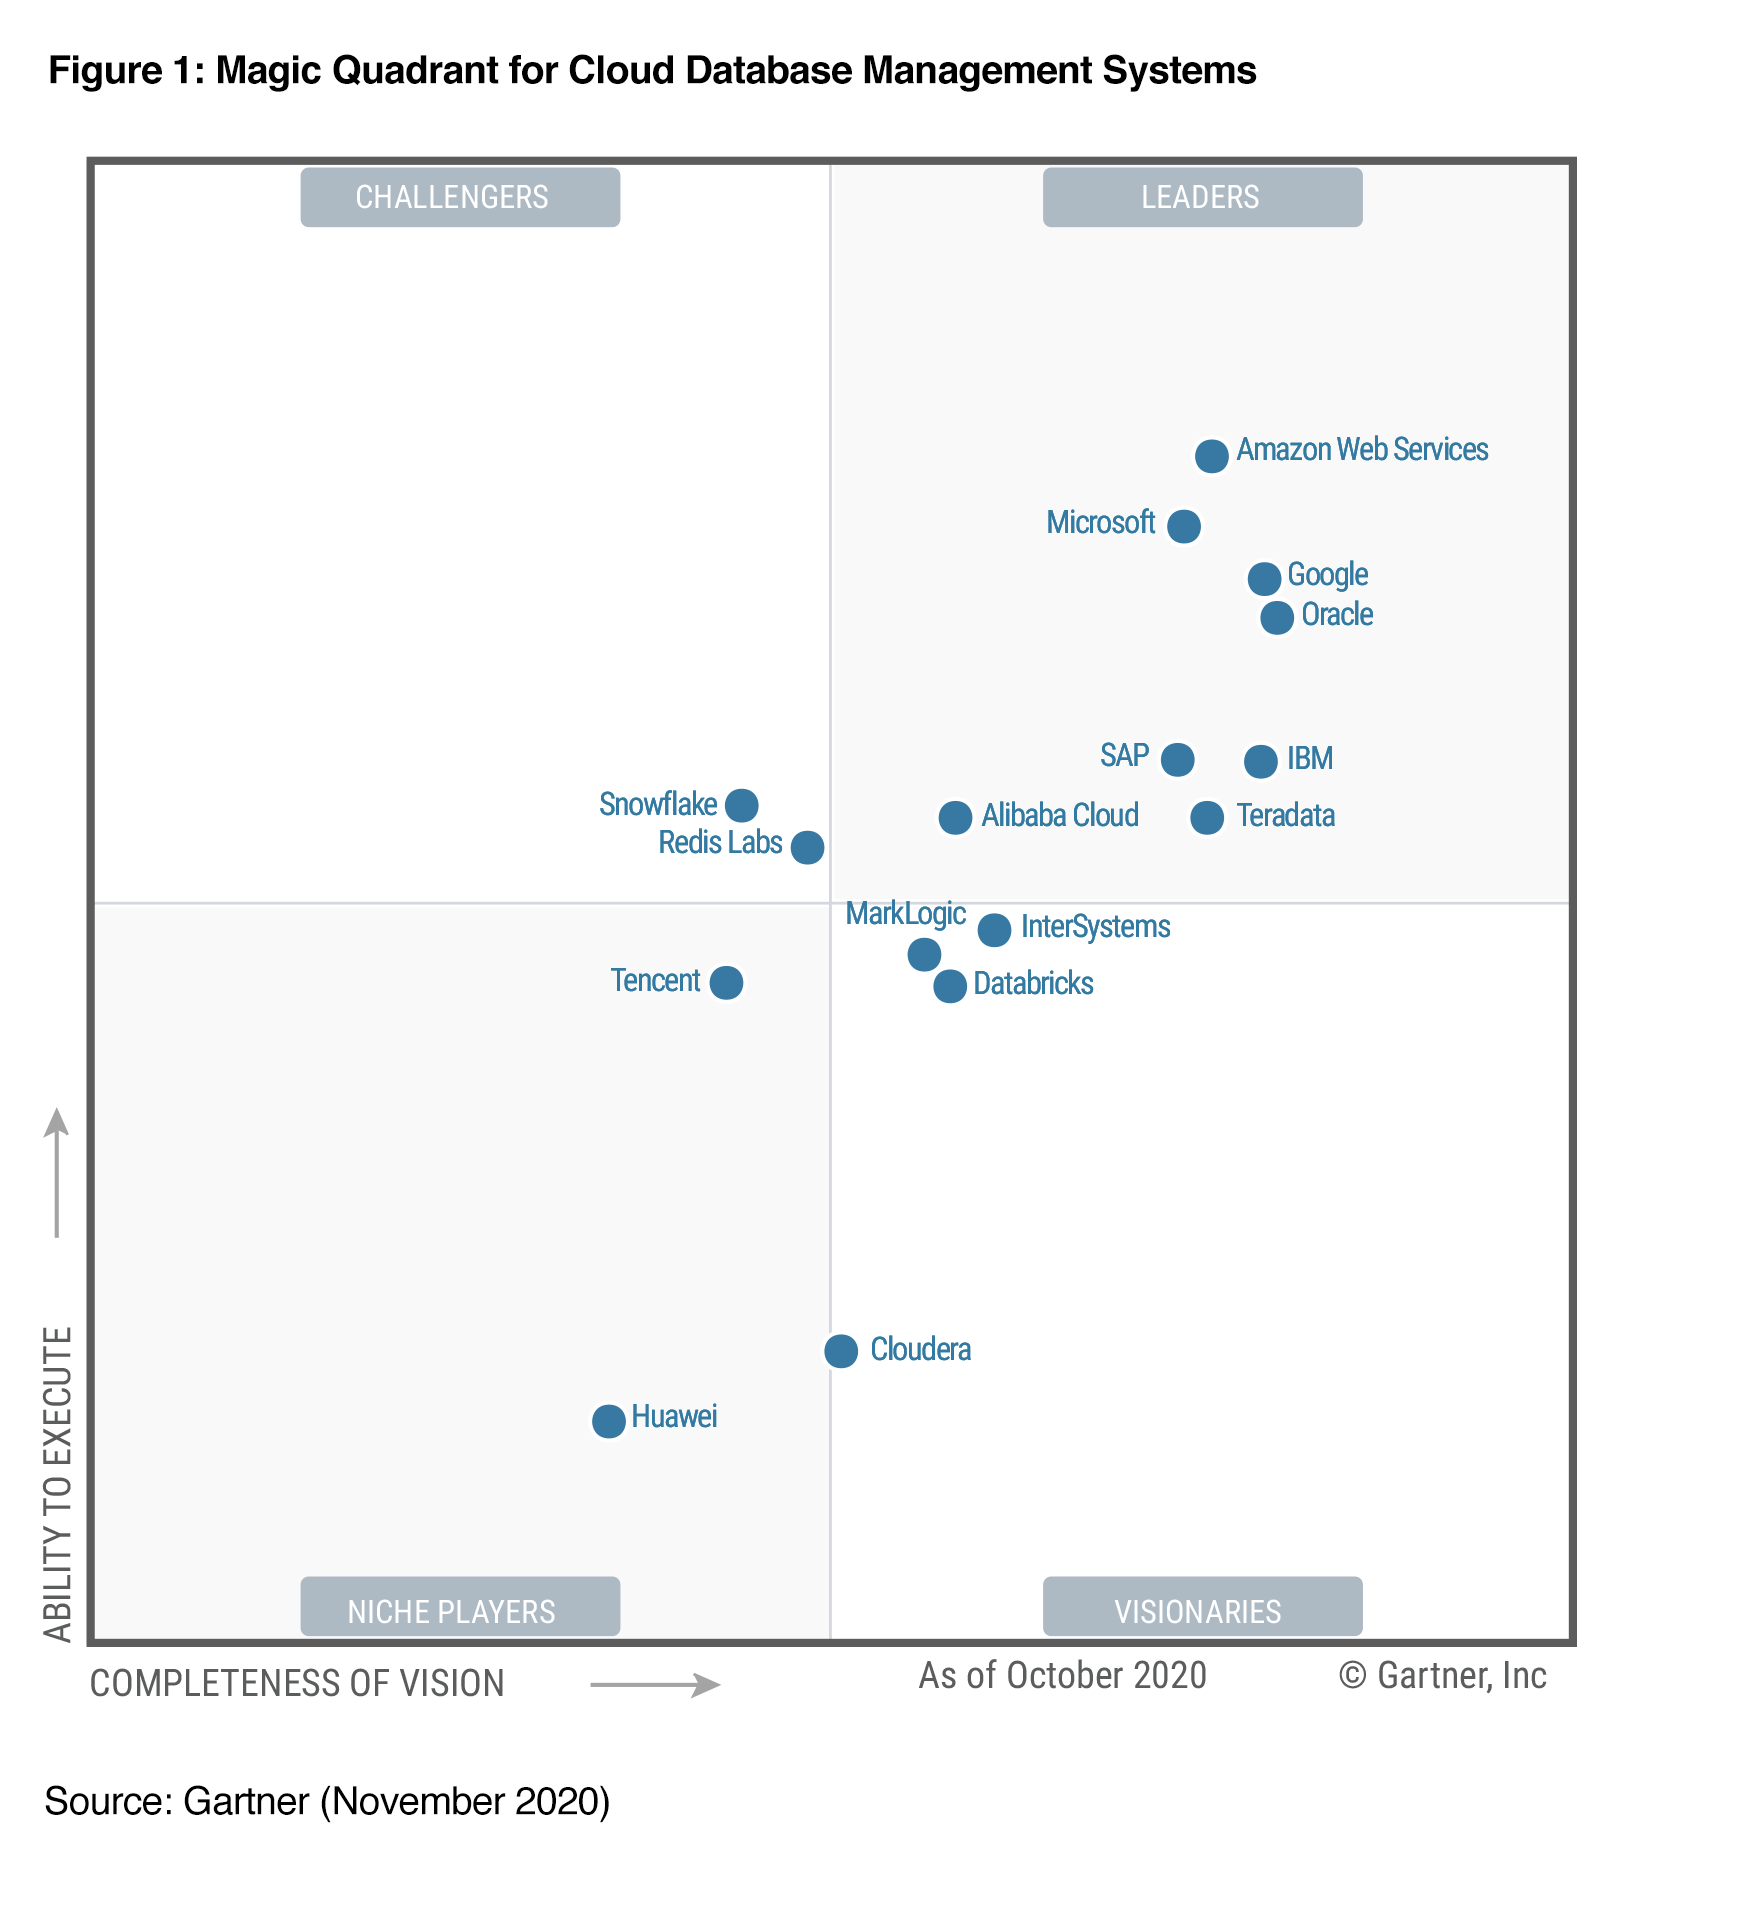 Figure 1: Magic Quadrant for Cloud Database Management Systems
CHALLENGERS
LEADERS
Amazon Web Services
Microsoft
Google
Oracle
SAP
IBM
Snowflake
Alibaba Cloud
Teradata
Redis Labs
MarkLogic
InterSystems
Tencent
Databricks
Cloudera
Huawei
NICHE PLAYERS
VISIONARIES
ABILITY TO EXECUTE
COMPLETENESS OF VISION
As of October 2020
© Gartner, Inc
Source: Gartner (November 2020)